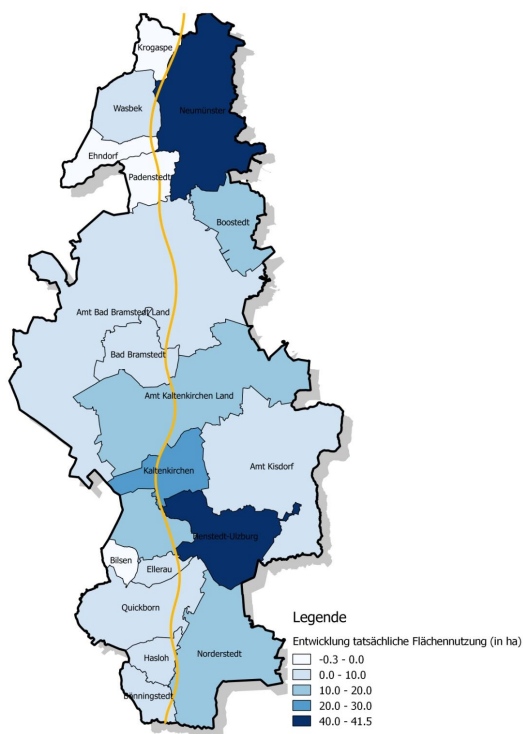 Krogaspe
Wasbek
Neumünster
Ehndorf
Padenstedt
Boostedt
Amt Bad Bramstedt Land
Bad Bramstedt
Amt Kaltenkirchen Land
Kaltenkirchen
Amt Kisdorf
Henstedt-Ulzburg
Bilsen
Ellerau
Quickborn
Hasloh
Norderstedt
Bönningstedt
Legende
Entwicklung tatsächliche Flächennutzung (in ha)
-0.3 - 0.0
0.0 - 10.0
10.0 - 20.0
20.0 - 30.0
40.0 - 41.5